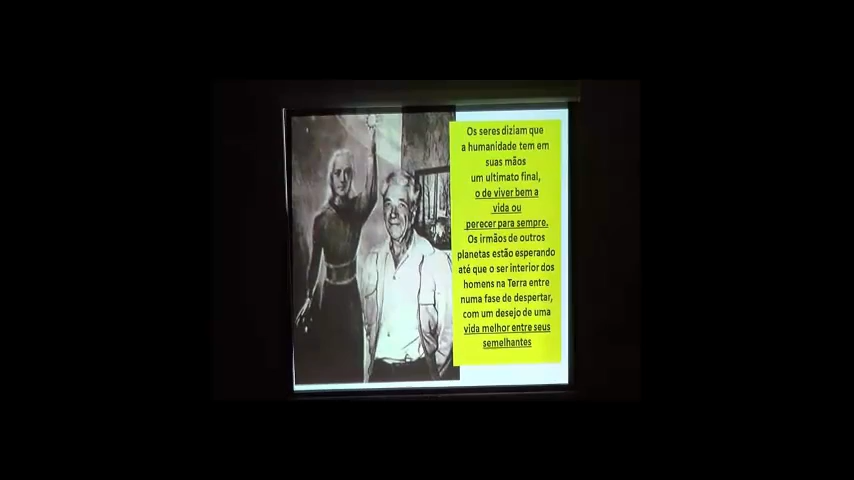 Os seres diziam que
a humanidade tem em
suas mãos
um ultimato final,
o de viver bem a
vida ou
perecer para sempre.
Os irmãos de outros
planetas estão esperando
até que o ser interior dos
homens na Terra entre
numa fase de despertar,
com um desejo de uma
vida melhor entre seus
semelhantes